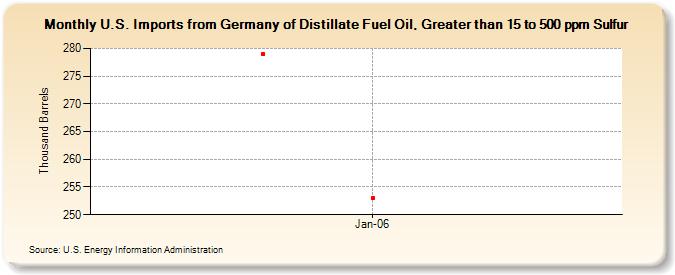 Monthly U.S. Imports from Germany of Distillate Fuel Oil, Greater than 15 to 500 ppm Sulfur
Thousand Barrels
280
275
270
265
260
255
250
Jan-06
Source: U.S. Energy Information Administration